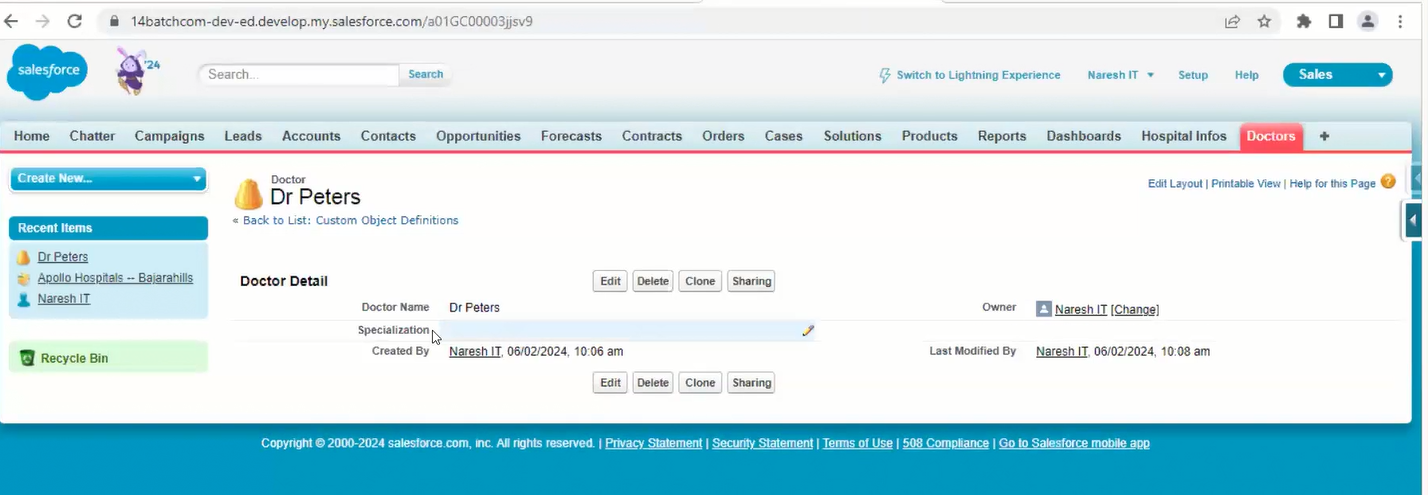 14batchcom-dev-ed.develop.my.salesforce.com/a01GC00003jjsv9
salesforce '24 Search... Search Switch to Lightning Experience Naresh IT Setup Help Sales
Home Chatter Campaigns Leads Accounts Contacts Opportunities Forecasts Contracts Orders Cases Solutions Products Reports Dashboards Hospital Infos Doctors +
Create New...
Recent Items
Dr Peters
Apollo Hospitals -- Bajarahills
Naresh IT
Recycle Bin
Doctor
Dr Peters
« Back to List: Custom Object Definitions
Edit Layout | Printable View | Help for this Page ?
Doctor Detail Edit Delete Clone Sharing
Doctor Name Dr Peters Owner Naresh IT [Change]
Specialization
Created By Naresh IT, 06/02/2024, 10:06 am Last Modified By Naresh IT, 06/02/2024, 10:08 am
Edit Delete Clone Sharing
Copyright © 2000-2024 salesforce.com, inc. All rights reserved. | Privacy Statement | Security Statement | Terms of Use | 508 Compliance | Go to Salesforce mobile app